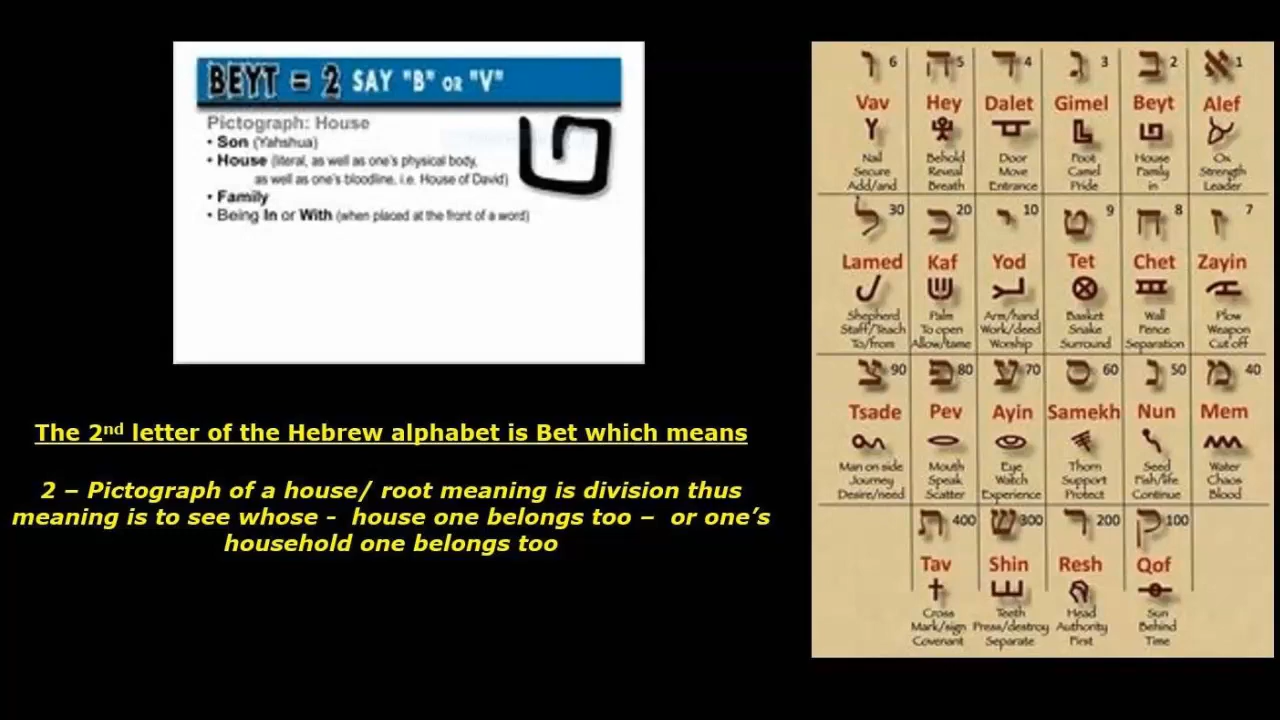 BEYT = 2 SAY "B" OR "V"
Pictograph: House
• Son (Yahshua)
• House (literal, as well as one's physical body,
as well as one's bloodline, i.e. House of David)
• Family
• Being In or With (when placed at the front of a word)
The 2nd letter of the Hebrew alphabet is Bet which means
2 – Pictograph of a house/ root meaning is division thus
meaning is to see whose - house one belongs too – or one's
household one belongs too
ו 6 ה 5 ד 4 ג 3 ב 2 א 1
Vav Hey Dalet Gimel Beyt Alef
Nail Behold Door Foot House Ox
Secure Reveal Move Camel Family Strength
Add/and Breath Entrance Pride in Leader
ל 30 כ 20 י 10 ט 9 ח 8 ז 7
Lamed Kaf Yod Tet Chet Zayin
Shepherd Palm Arm/hand Basket Wall Plow
Staff/Teach To open Work/deed Snake Fence Weapon
To/from Allow/tame Worship Surround Separation Cut off
צ 90 פ 80 ע 70 ס 60 נ 50 מ 40
Tsade Pey Ayin Samekh Nun Mem
Man on side Mouth Eye Thorn Seed Water
Journey Speak Watch Support Fish/life Chaos
Desire/need Scatter Experience Protect Continue Blood
ת 400 ש 300 ר 200 ק 100
Tav Shin Resh Qof
Cross Teeth Head Sun
Mark/sign Press/destroy Authority Behind
Covenant Separate First Time